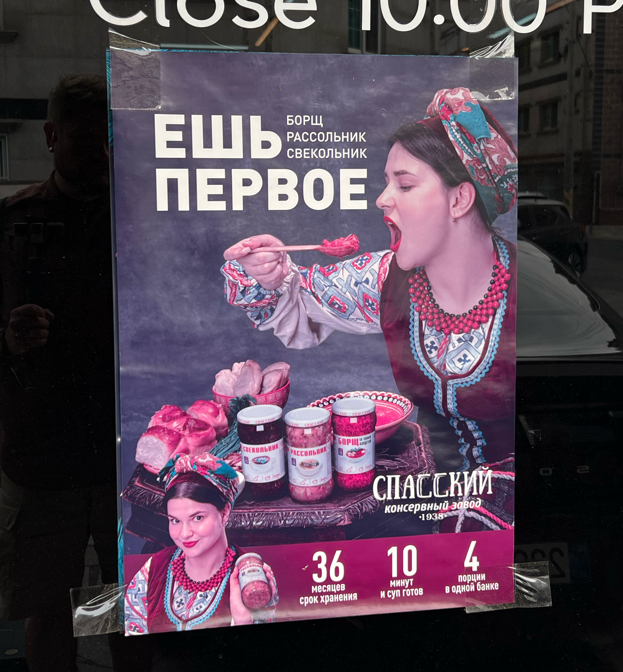 Close 10:00 P
ЕШЬ
БОРЩ
РАССОЛЬНИК
СВЕКОЛЬНИК
ПЕРВОЕ
СВЕКОЛЬНИК
РАССОЛЬНИК
БОРЩ
СПАССКИЙ
консервный завод
·1938·
36
месяцев
срок хранения
10
минут
и суп готов
4
порции
в одной банке